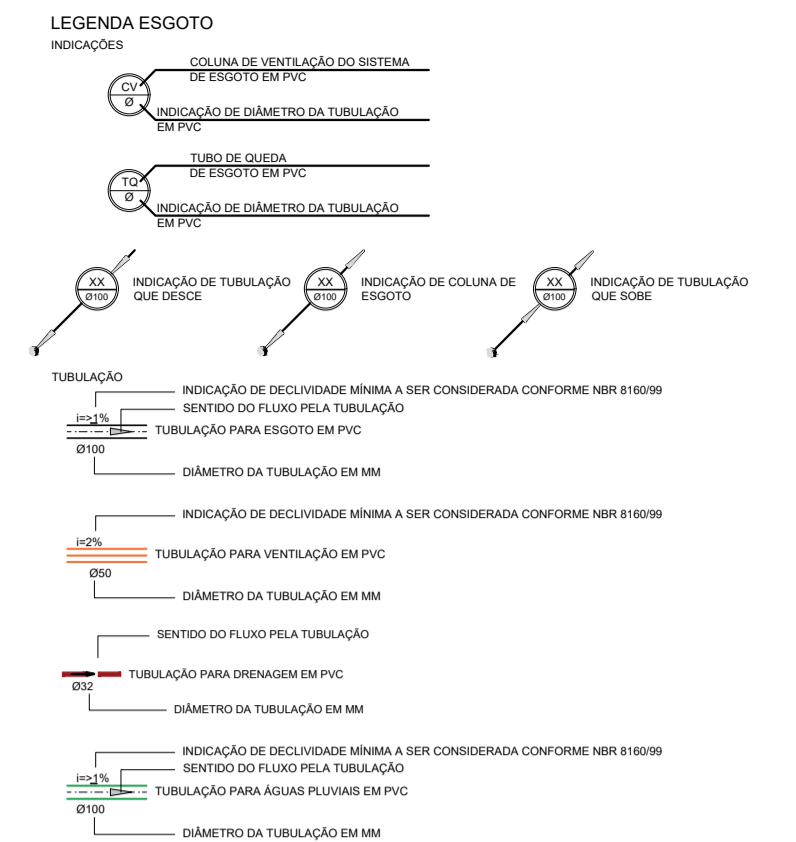 LEGENDA ESGOTO
INDICAÇÕES
COLUNA DE VENTILAÇÃO DO SISTEMA
DE ESGOTO EM PVC
CV
Ø
INDICAÇÃO DE DIÂMETRO DA TUBULAÇÃO
EM PVC
TUBO DE QUEDA
DE ESGOTO EM PVC
TQ
Ø
INDICAÇÃO DE DIÂMETRO DA TUBULAÇÃO
EM PVC
XX
Ø100
INDICAÇÃO DE TUBULAÇÃO
QUE DESCE
XX
Ø100
INDICAÇÃO DE COLUNA DE
ESGOTO
XX
Ø100
INDICAÇÃO DE TUBULAÇÃO
QUE SOBE
TUBULAÇÃO
INDICAÇÃO DE DECLIVIDADE MÍNIMA A SER CONSIDERADA CONFORME NBR 8160/99
SENTIDO DO FLUXO PELA TUBULAÇÃO
i=>1%
TUBULAÇÃO PARA ESGOTO EM PVC
Ø100
DIÂMETRO DA TUBULAÇÃO EM MM
INDICAÇÃO DE DECLIVIDADE MÍNIMA A SER CONSIDERADA CONFORME NBR 8160/99
i=2%
TUBULAÇÃO PARA VENTILAÇÃO EM PVC
Ø50
DIÂMETRO DA TUBULAÇÃO EM MM
SENTIDO DO FLUXO PELA TUBULAÇÃO
TUBULAÇÃO PARA DRENAGEM EM PVC
Ø32
DIÂMETRO DA TUBULAÇÃO EM MM
INDICAÇÃO DE DECLIVIDADE MÍNIMA A SER CONSIDERADA CONFORME NBR 8160/99
SENTIDO DO FLUXO PELA TUBULAÇÃO
i=>1%
TUBULAÇÃO PARA ÁGUAS PLUVIAIS EM PVC
Ø100
DIÂMETRO DA TUBULAÇÃO EM MM